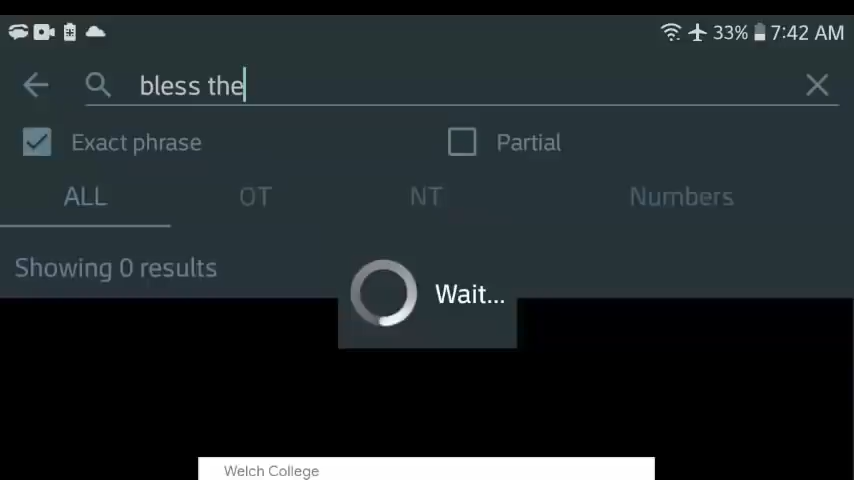 33% 7:42 AM
bless the
Exact phrase Partial
ALL OT NT Numbers
Showing 0 results
Wait...
Welch College